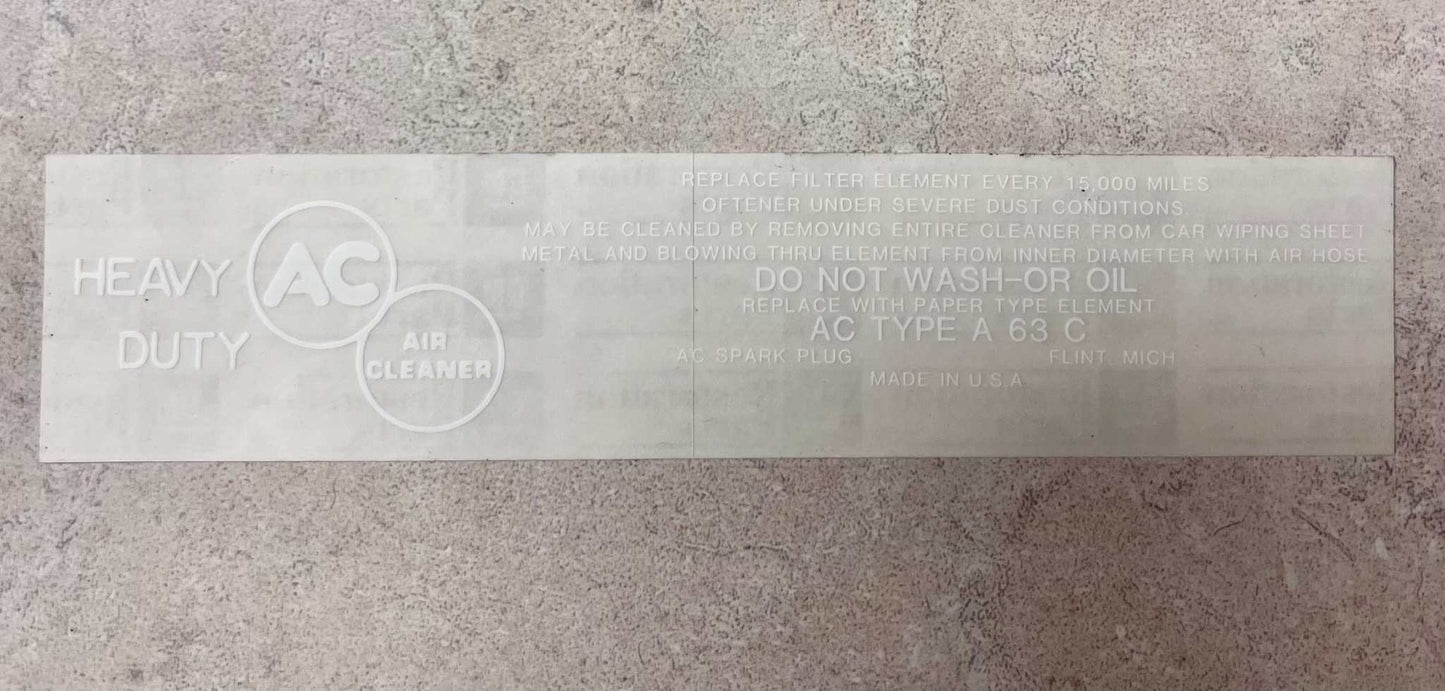 HEAVY
DUTY
AC
AIR
CLEANER
REPLACE FILTER ELEMENT EVERY 15,000 MILES
OFTENER UNDER SEVERE DUST CONDITIONS.
MAY BE CLEANED BY REMOVING ENTIRE CLEANER FROM CAR WIPING SHEET
METAL AND BLOWING THRU ELEMENT FROM INNER DIAMETER WITH AIR HOSE
DO NOT WASH-OR OIL
REPLACE WITH PAPER TYPE ELEMENT
AC TYPE A 63 C
AC SPARK PLUG FLINT, MICH
MADE IN U.S.A.